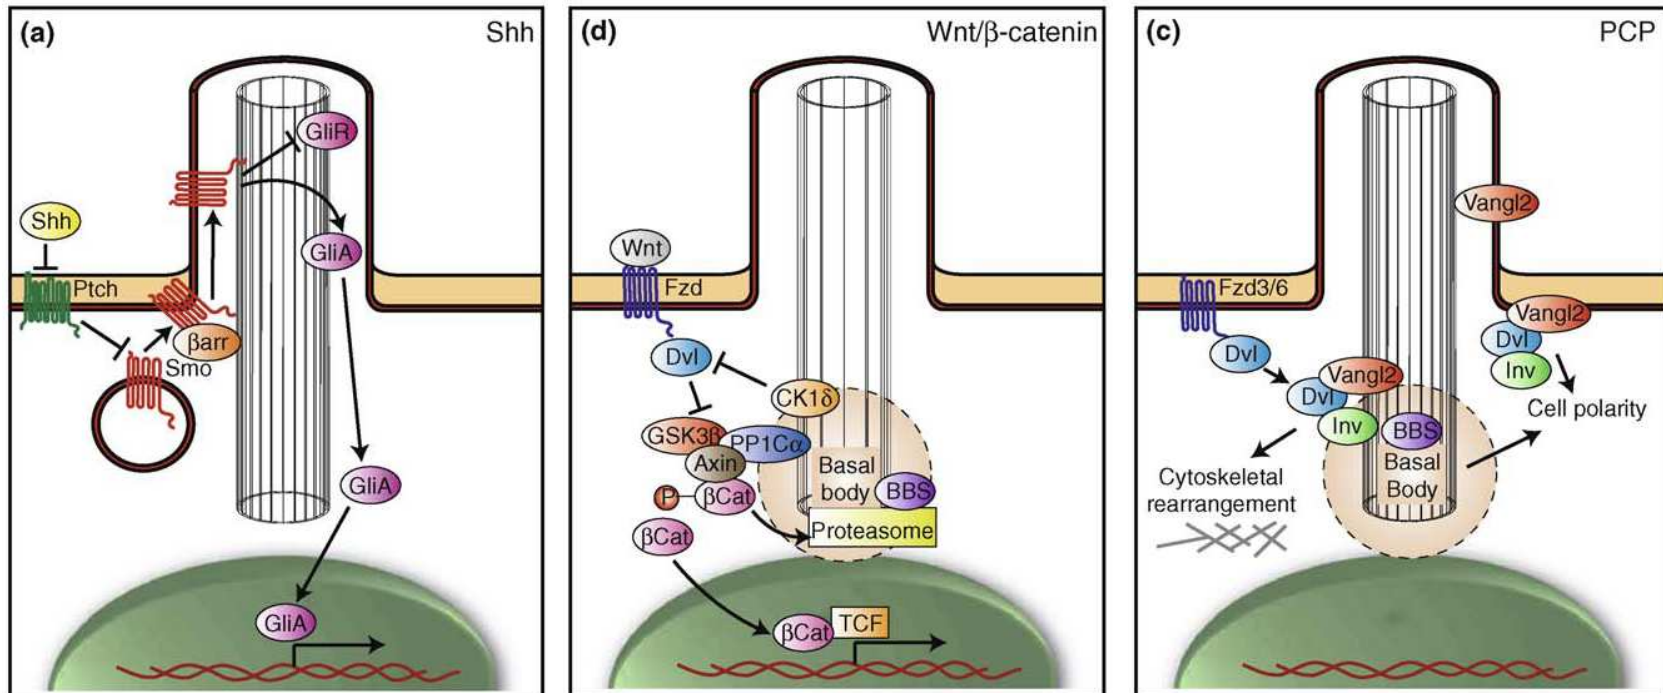 (a)
Shh
GliR
Shh
GliA
Ptch
βarr
Smo
GliA
GliA
(d)
Wnt/β-catenin
Wnt
Fzd
Dvl
CK1δ
GSK3β
PP1Cα
Axin
Basal
body
BBS
P
βCat
Proteasome
βCat
βCat
TCF
(c)
PCP
Vangl2
Fzd3/6
Vangl2
Dvl
Inv
Dvl
Vangl2
Dvl
Inv
BBS
Cell polarity
Basal
Body
Cytoskeletal
rearrangement